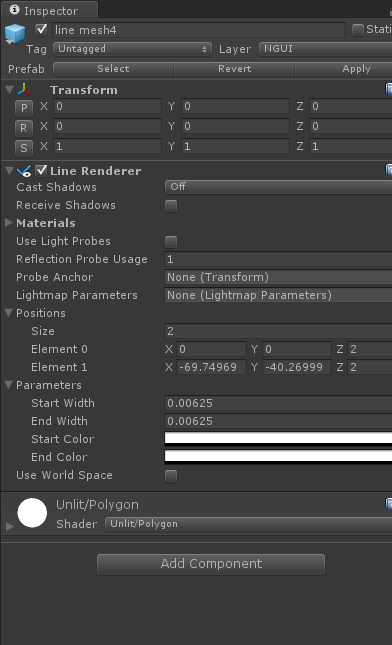 Inspector
line mesh4 Stati
Tag Untagged Layer NGUI
Prefab Select Revert Apply
Transform
P X 0 Y 0 Z 0
R X 0 Y 0 Z 0
S X 1 Y 1 Z 1
Line Renderer
Cast Shadows Off
Receive Shadows
Materials
Use Light Probes
Reflection Probe Usage 1
Probe Anchor None (Transform)
Lightmap Parameters None (Lightmap Parameters)
Positions
Size 2
Element 0 X 0 Y 0 Z 2
Element 1 X -69.74969 Y -40.26999 Z 2
Parameters
Start Width 0.00625
End Width 0.00625
Start Color
End Color
Use World Space
Unlit/Polygon
Shader Unlit/Polygon
Add Component